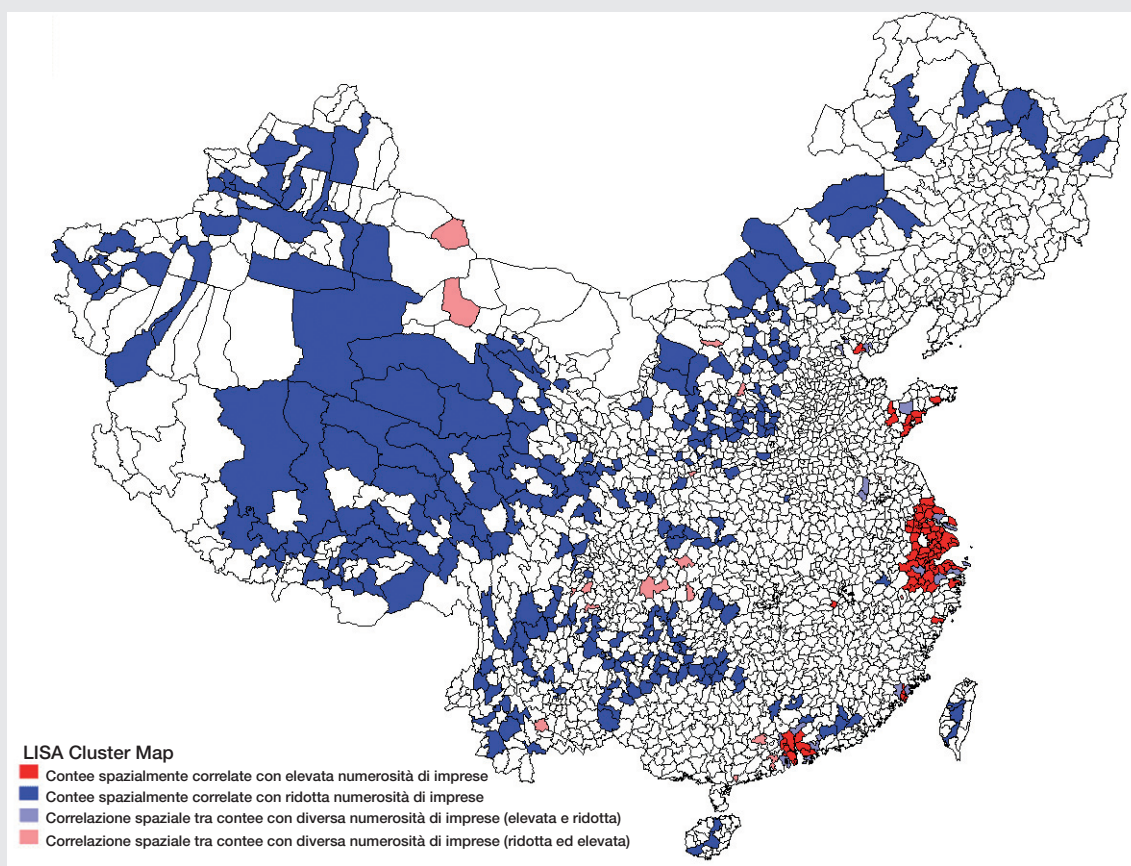 LISA Cluster Map
Contee spazialmente correlate con elevata numerosità di imprese
Contee spazialmente correlate con ridotta numerosità di imprese
Correlazione spaziale tra contee con diversa numerosità di imprese (elevata e ridotta)
Correlazione spaziale tra contee con diversa numerosità di imprese (ridotta ed elevata)